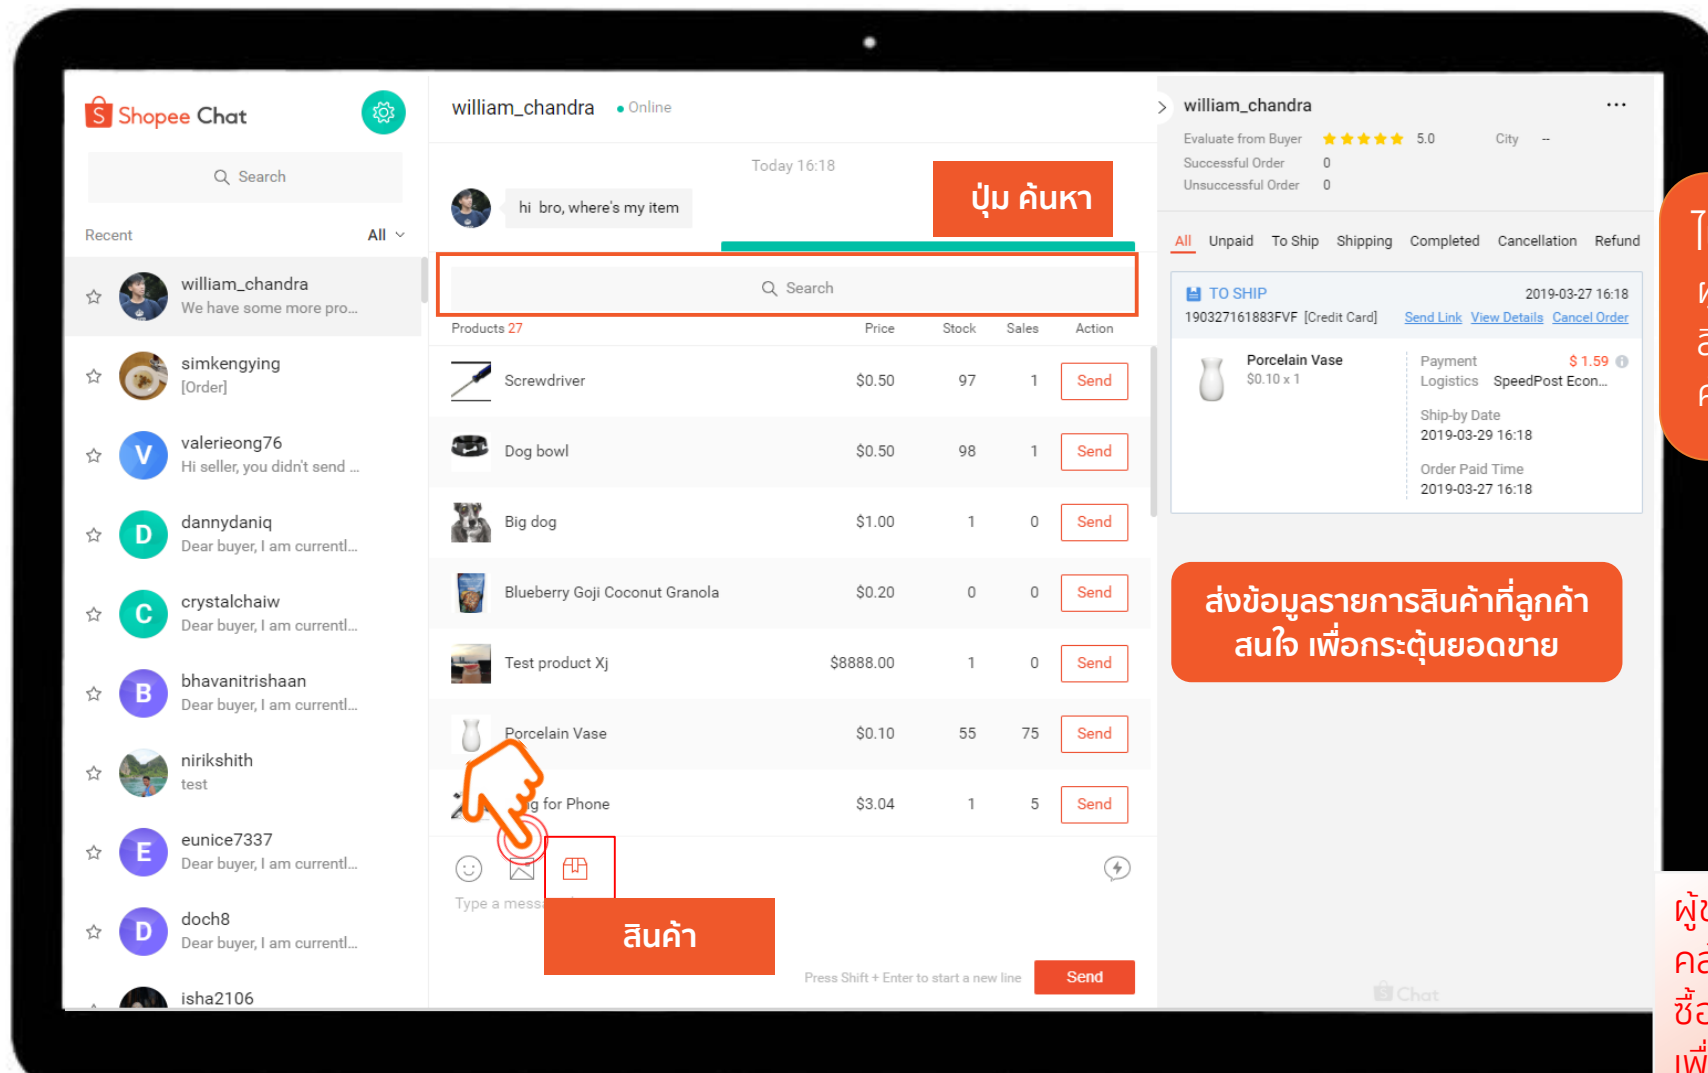 Shopee Chat
Search
Recent
All
william_chandra
We have some more pro...
simkengying
[Order]
valerieong76
Hi seller, you didn't send ...
dannydaniq
Dear buyer, I am currentl...
crystalchaiw
Dear buyer, I am currentl...
bhavanitrishaan
Dear buyer, I am currentl...
nirikshith
test
eunice7337
Dear buyer, I am currentl...
doch8
Dear buyer, I am currentl...
isha2106
V
D
C
B
E
D
william_chandra • Online
Today 16:18
hi bro, where's my item
ปุ่ม ค้นหา
Search
Products 27 Price Stock Sales Action
Screwdriver $0.50 97 1 Send
Dog bowl $0.50 98 1 Send
Big dog $1.00 1 0 Send
Blueberry Goji Coconut Granola $0.20 0 0 Send
Test product Xj $8888.00 1 0 Send
Porcelain Vase $0.10 55 75 Send
for Phone $3.04 1 5 Send
Type a
สินค้า
Press Shift + Enter to start a new line
Send
william_chandra
Evaluate from Buyer 5.0 City --
Successful Order 0
Unsuccessful Order 0
All Unpaid To Ship Shipping Completed Cancellation Refund
TO SHIP 2019-03-27 16:18
190327161883FVF [Credit Card] Send Link View Details Cancel Order
Porcelain Vase
$0.10 x 1
Payment $ 1.59
Logistics SpeedPost Econ...
Ship-by Date
2019-03-29 16:18
Order Paid Time
2019-03-27 16:18
ส่งข้อมูลรายการสินค้าที่ลูกค้า
สนใจ เพื่อกระตุ้นยอดขาย
Chat